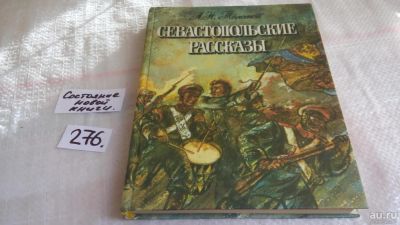 Л. Н. Толстой
СЕВАСТОПОЛЬСКИЕ
РАССКАЗЫ
Состояние
новой
книги.
276.
au.ru